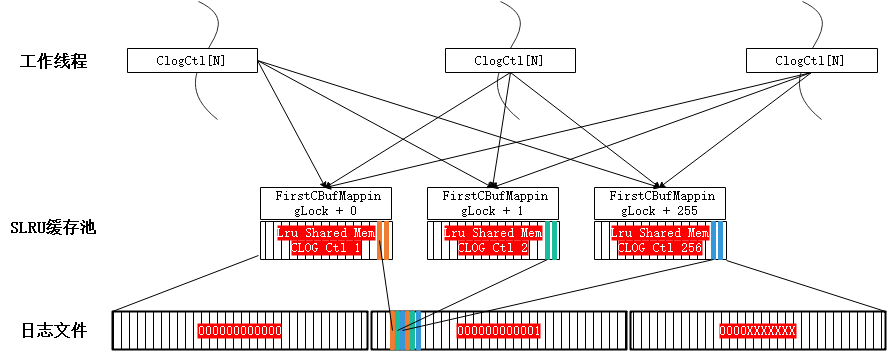 工作线程
ClogCtl[N]
ClogCtl[N]
ClogCtl[N]
SLRU缓存池
FirstCBufMappin
gLock + 0
FirstCBufMappin
gLock + 1
FirstCBufMappin
gLock + 255
Lru Shared Mem
CLOG Ctl 1
Lru Shared Mem
CLOG Ctl 2
Lru Shared Mem
CLOG Ctl 256
日志文件
000000000000
000000000001
0000XXXXXXX